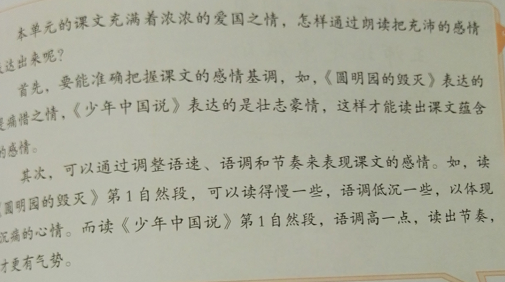 本单元的课文充满着浓浓的爱国之情，怎样通过朗读把充沛的感情
达出来呢？
首先，要能准确把握课文的感情基调，如，《圆明园的毁灭》表达的
痛惜之情，《少年中国说》表达的是壮志豪情，这样才能读出课文蕴含
的感情。
其次，可以通过调整语速、语调和节奏来表现课文的感情。如，读
《圆明园的毁灭》第1自然段，可以读得慢一些，语调低沉一些，以体现
沉痛的心情。而读《少年中国说》第1自然段，语调高一点，读出节奏，
才更有气势。